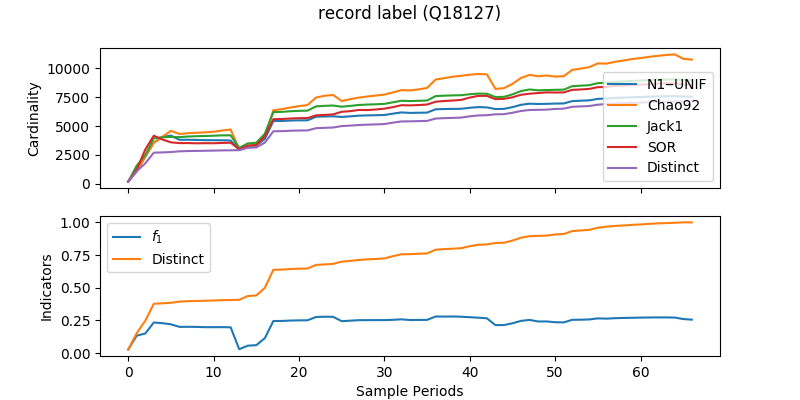 record label (Q18127)
Cardinality
10000
7500
5000
2500
0
N1−UNIF
Chao92
Jack1
SOR
Distinct
Indicators
1.00
0.75
0.50
0.25
0.00
f₁
Distinct
0 10 20 30 40 50 60
Sample Periods